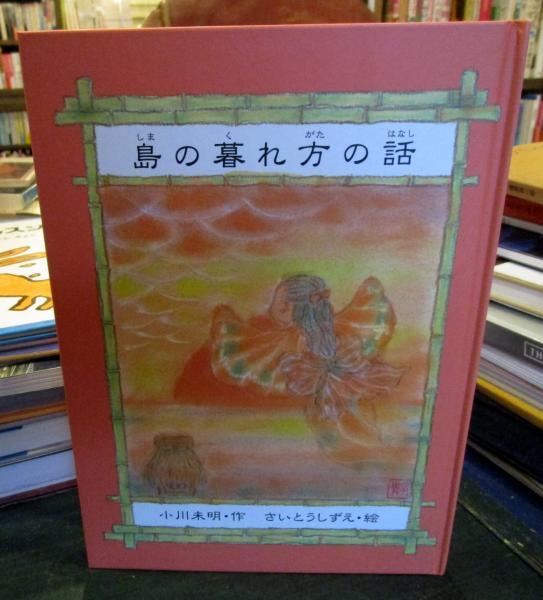 しま く がた はなし
島の暮れ方の話
小川未明・作 さいとうしずえ・絵